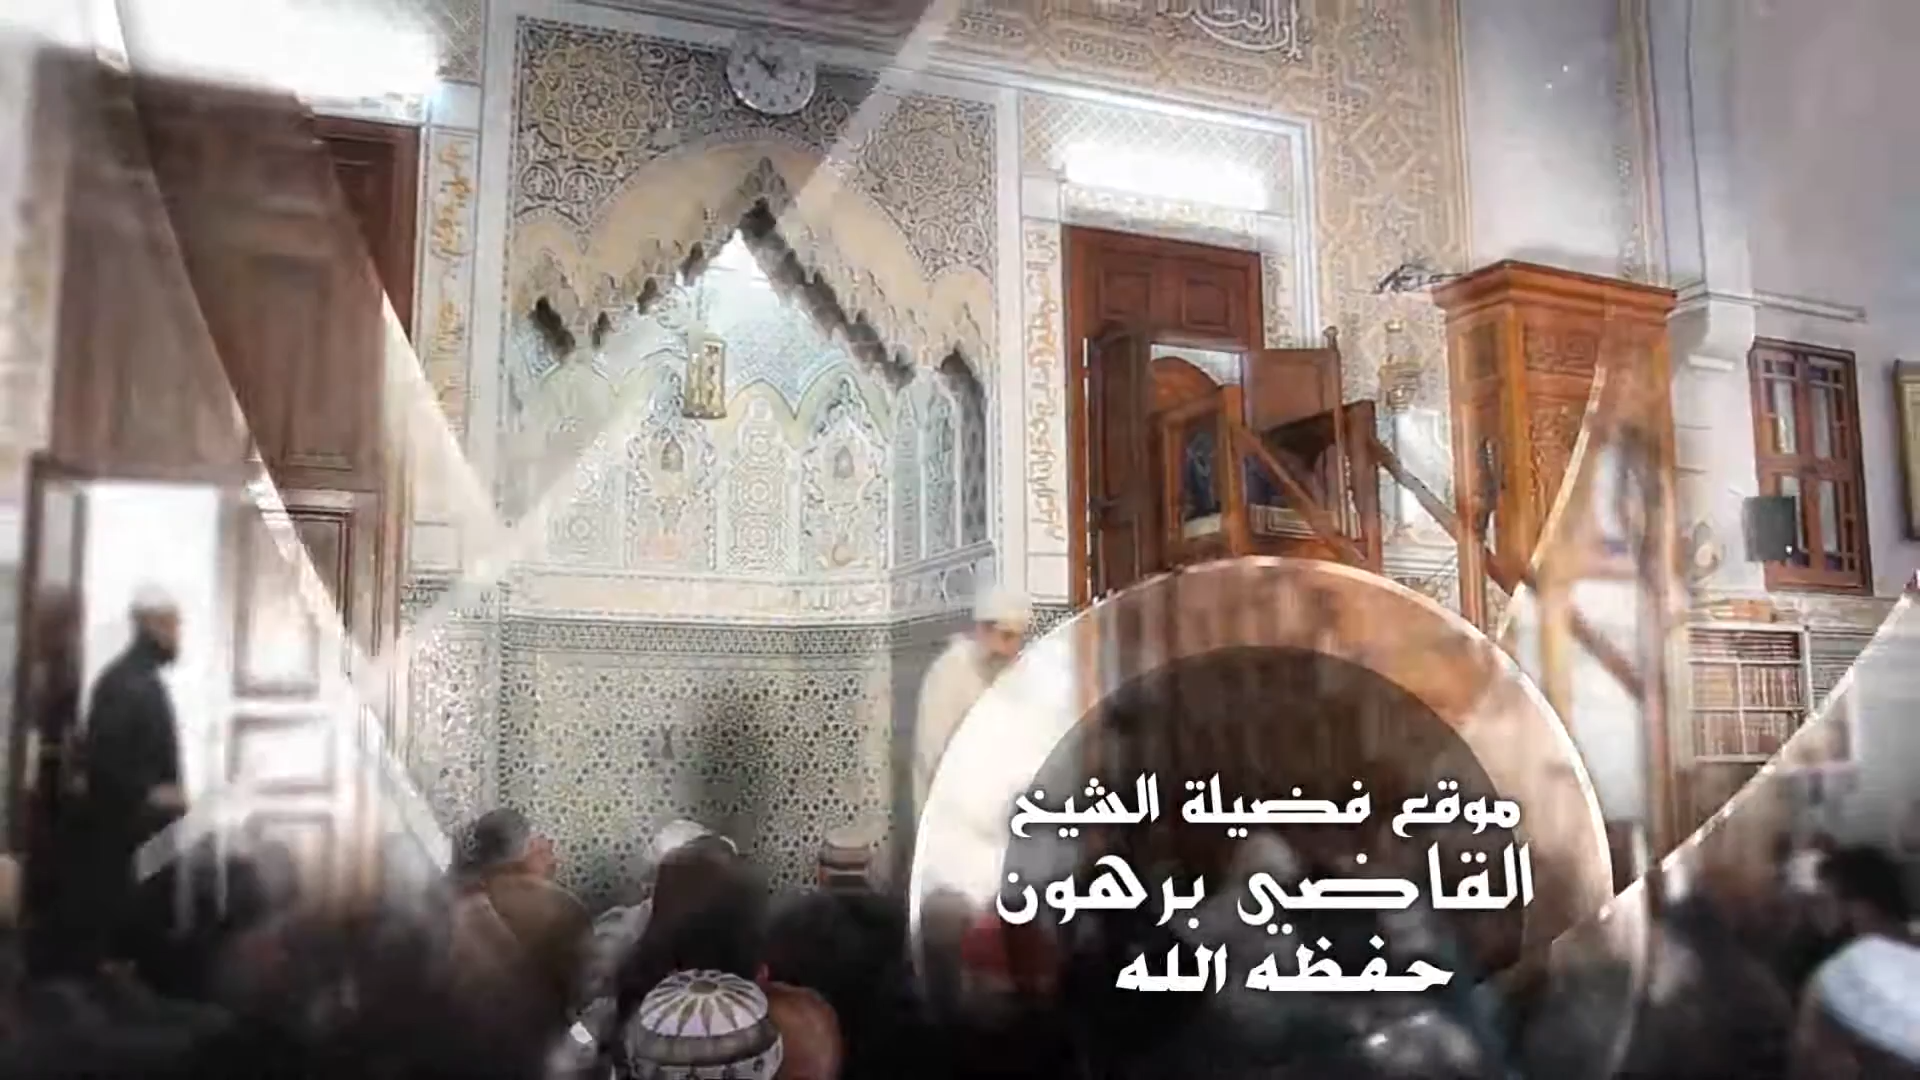 موقع فضيلة الشيخ
القاضي برهون
حفظه الله